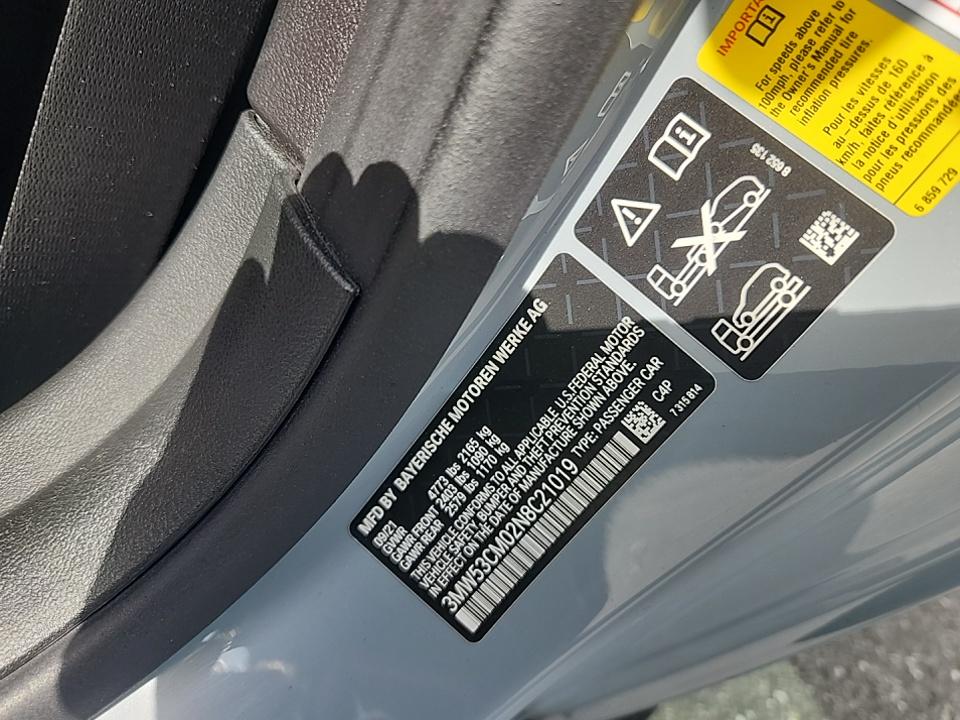 IMPORTA
For speeds above
100mph, please refer to
the Owner's Manual for
recommended tire
inflation pressures.
Pour les vitesses
au-dessus de 160
km/h, faites référence à
la notice d'utilisation
pour les pressions des
pneus recommandées
6 859 729
8 052 135
MFD BY BAYERISCHE MOTOREN WERKE AG
09/21
GVWR 4773 lbs 2165 kg
GAWR FRONT 2403 lbs 1090 kg
GAWR REAR 2579 lbs 1170 kg
THIS VEHICLE CONFORMS TO ALL APPLICABLE U.S. FEDERAL MOTOR
VEHICLE SAFETY, BUMPER AND THEFT PREVENTION STANDARDS
IN EFFECT ON THE DATE OF MANUFACTURE SHOWN ABOVE.
3MW53CM02N8C21019 TYPE: PASSENGER CAR
C4P
7 315 814